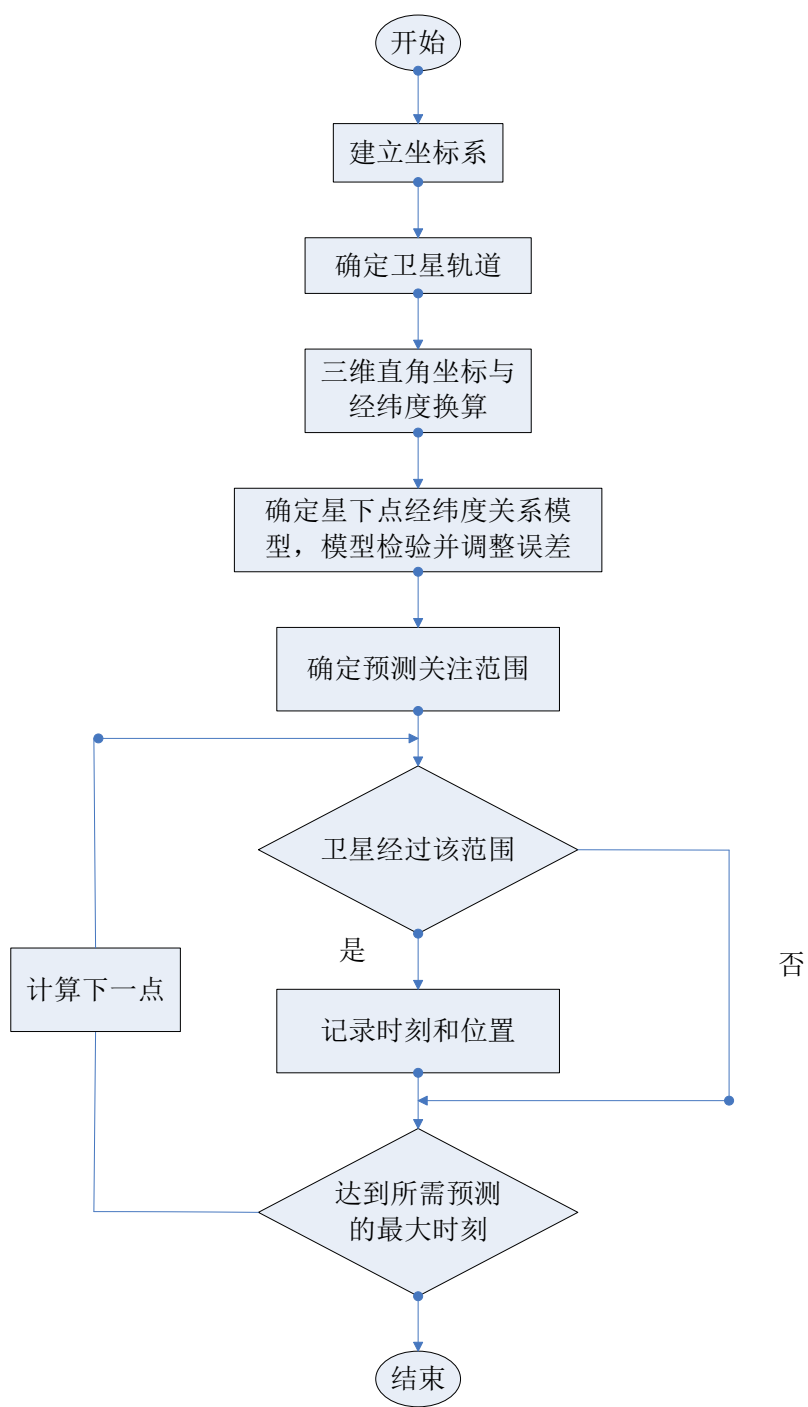 开始
建立坐标系
确定卫星轨道
三维直角坐标与
经纬度换算
确定星下点经纬度关系模
型，模型检验并调整误差
确定预测关注范围
卫星经过该范围
是
否
计算下一点
记录时刻和位置
达到所需预测
的最大时刻
结束